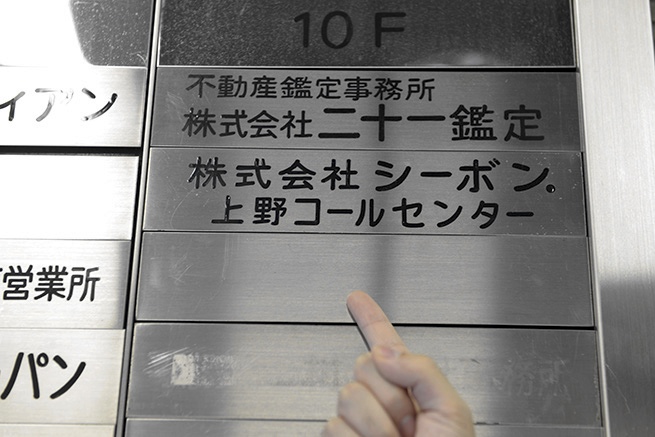 10F
不動産鑑定事務所
株式会社 二十一鑑定
株式会社 シーボン.
上野コールセンター
イアン
営業所
パン